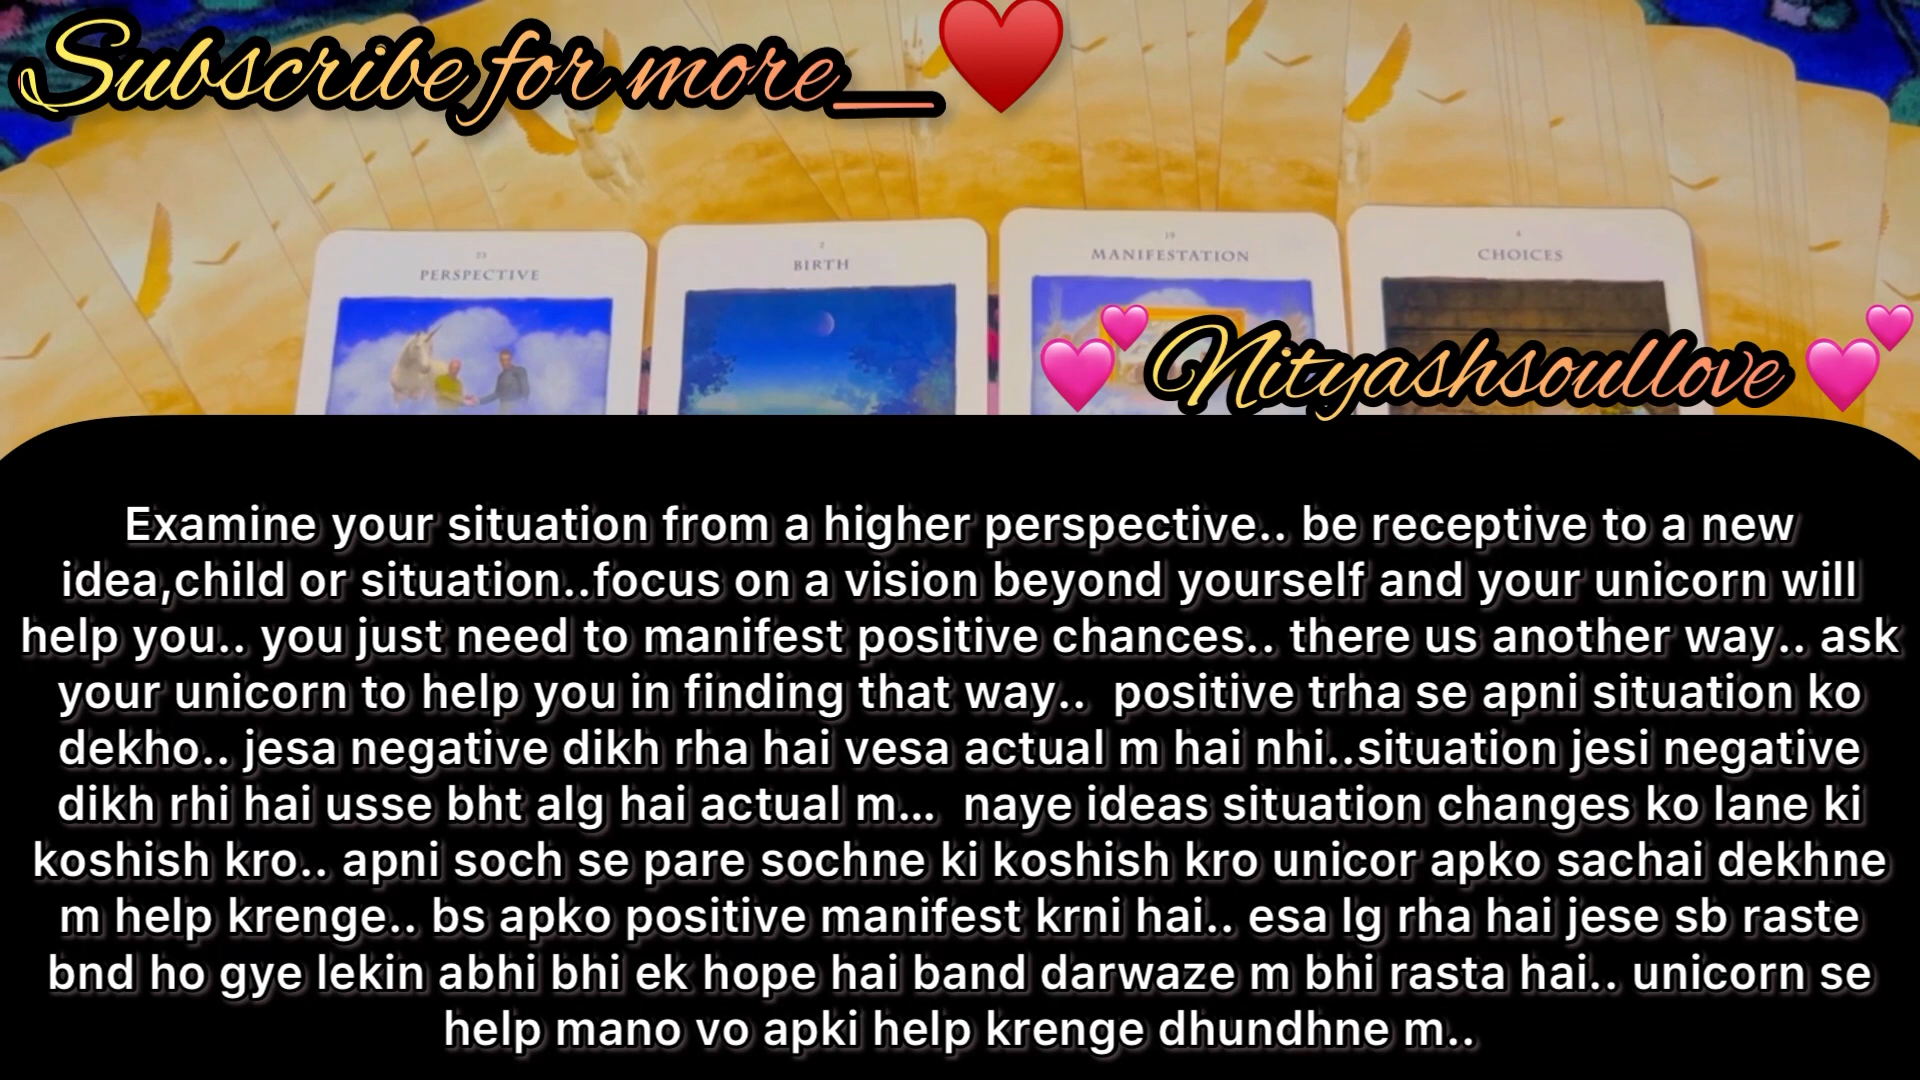 Subscribe for more__❤️
23
PERSPECTIVE
2
BIRTH
19
MANIFESTATION
4
CHOICES
💕Nityashsoullove💕
Examine your situation from a higher perspective.. be receptive to a new
idea,child or situation..focus on a vision beyond yourself and your unicorn will
help you.. you just need to manifest positive chances.. there us another way.. ask
your unicorn to help you in finding that way..  positive trha se apni situation ko
dekho.. jesa negative dikh rha hai vesa actual m hai nhi..situation jesi negative
dikh rhi hai usse bht alg hai actual m...  naye ideas situation changes ko lane ki
koshish kro.. apni soch se pare sochne ki koshish kro unicor apko sachai dekhne
m help krenge.. bs apko positive manifest krni hai.. esa lg rha hai jese sb raste
bnd ho gye lekin abhi bhi ek hope hai band darwaze m bhi rasta hai.. unicorn se
help mano vo apki help krenge dhundhne m..